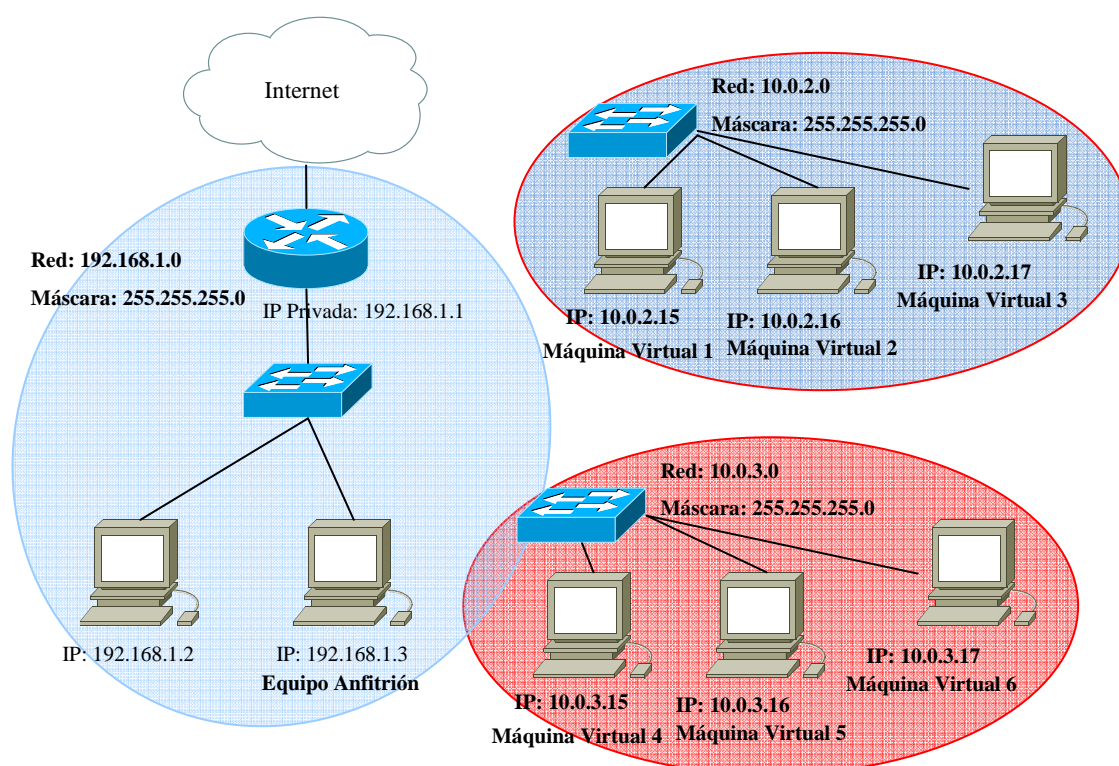 Internet
Red: 192.168.1.0
Máscara: 255.255.255.0
IP Privada: 192.168.1.1
IP: 192.168.1.2
IP: 192.168.1.3
Equipo Anfitrión
Red: 10.0.2.0
Máscara: 255.255.255.0
IP: 10.0.2.15
Máquina Virtual 1
IP: 10.0.2.16
Máquina Virtual 2
IP: 10.0.2.17
Máquina Virtual 3
Red: 10.0.3.0
Máscara: 255.255.255.0
IP: 10.0.3.15
Máquina Virtual 4
IP: 10.0.3.16
Máquina Virtual 5
IP: 10.0.3.17
Máquina Virtual 6